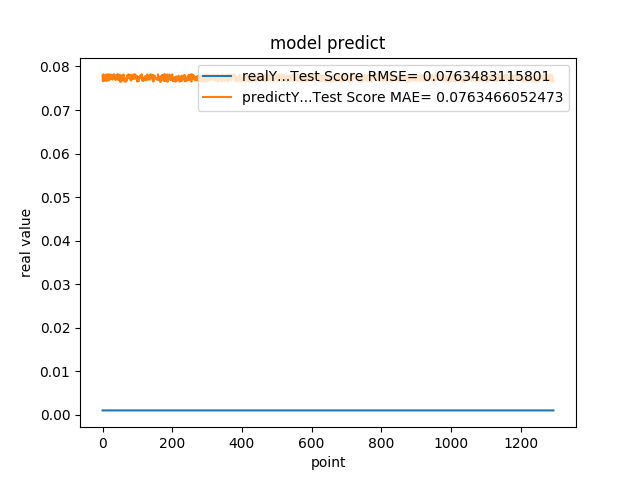 model predict
realY...Test Score RMSE= 0.0763483115801
predictY...Test Score MAE= 0.0763466052473
real value
0.08
0.07
0.06
0.05
0.04
0.03
0.02
0.01
0.00
0 200 400 600 800 1000 1200
point